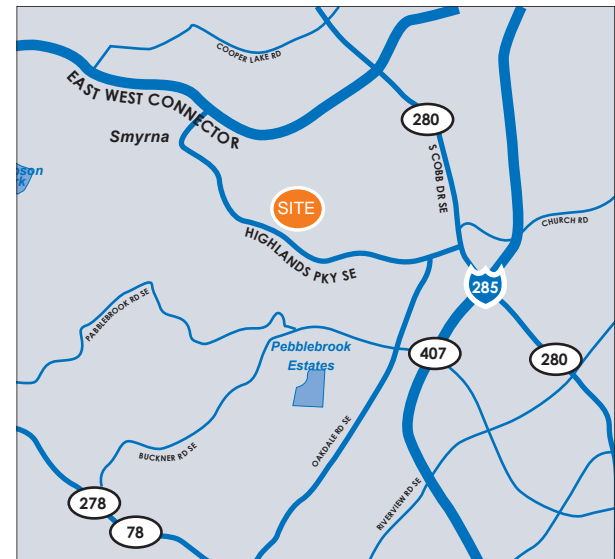 COOPER LAKE RD
EAST WEST CONNECTOR
280
Smyrna
S COBB DR SE
SITE
CHURCH RD
HIGHLANDS PKY SE
285
PABBLEBROOK RD SE
Pebblebrook
Estates
407
280
BUCKNER RD SE
OAKDALE RD SE
RIVERVIEW RD SE
278
78